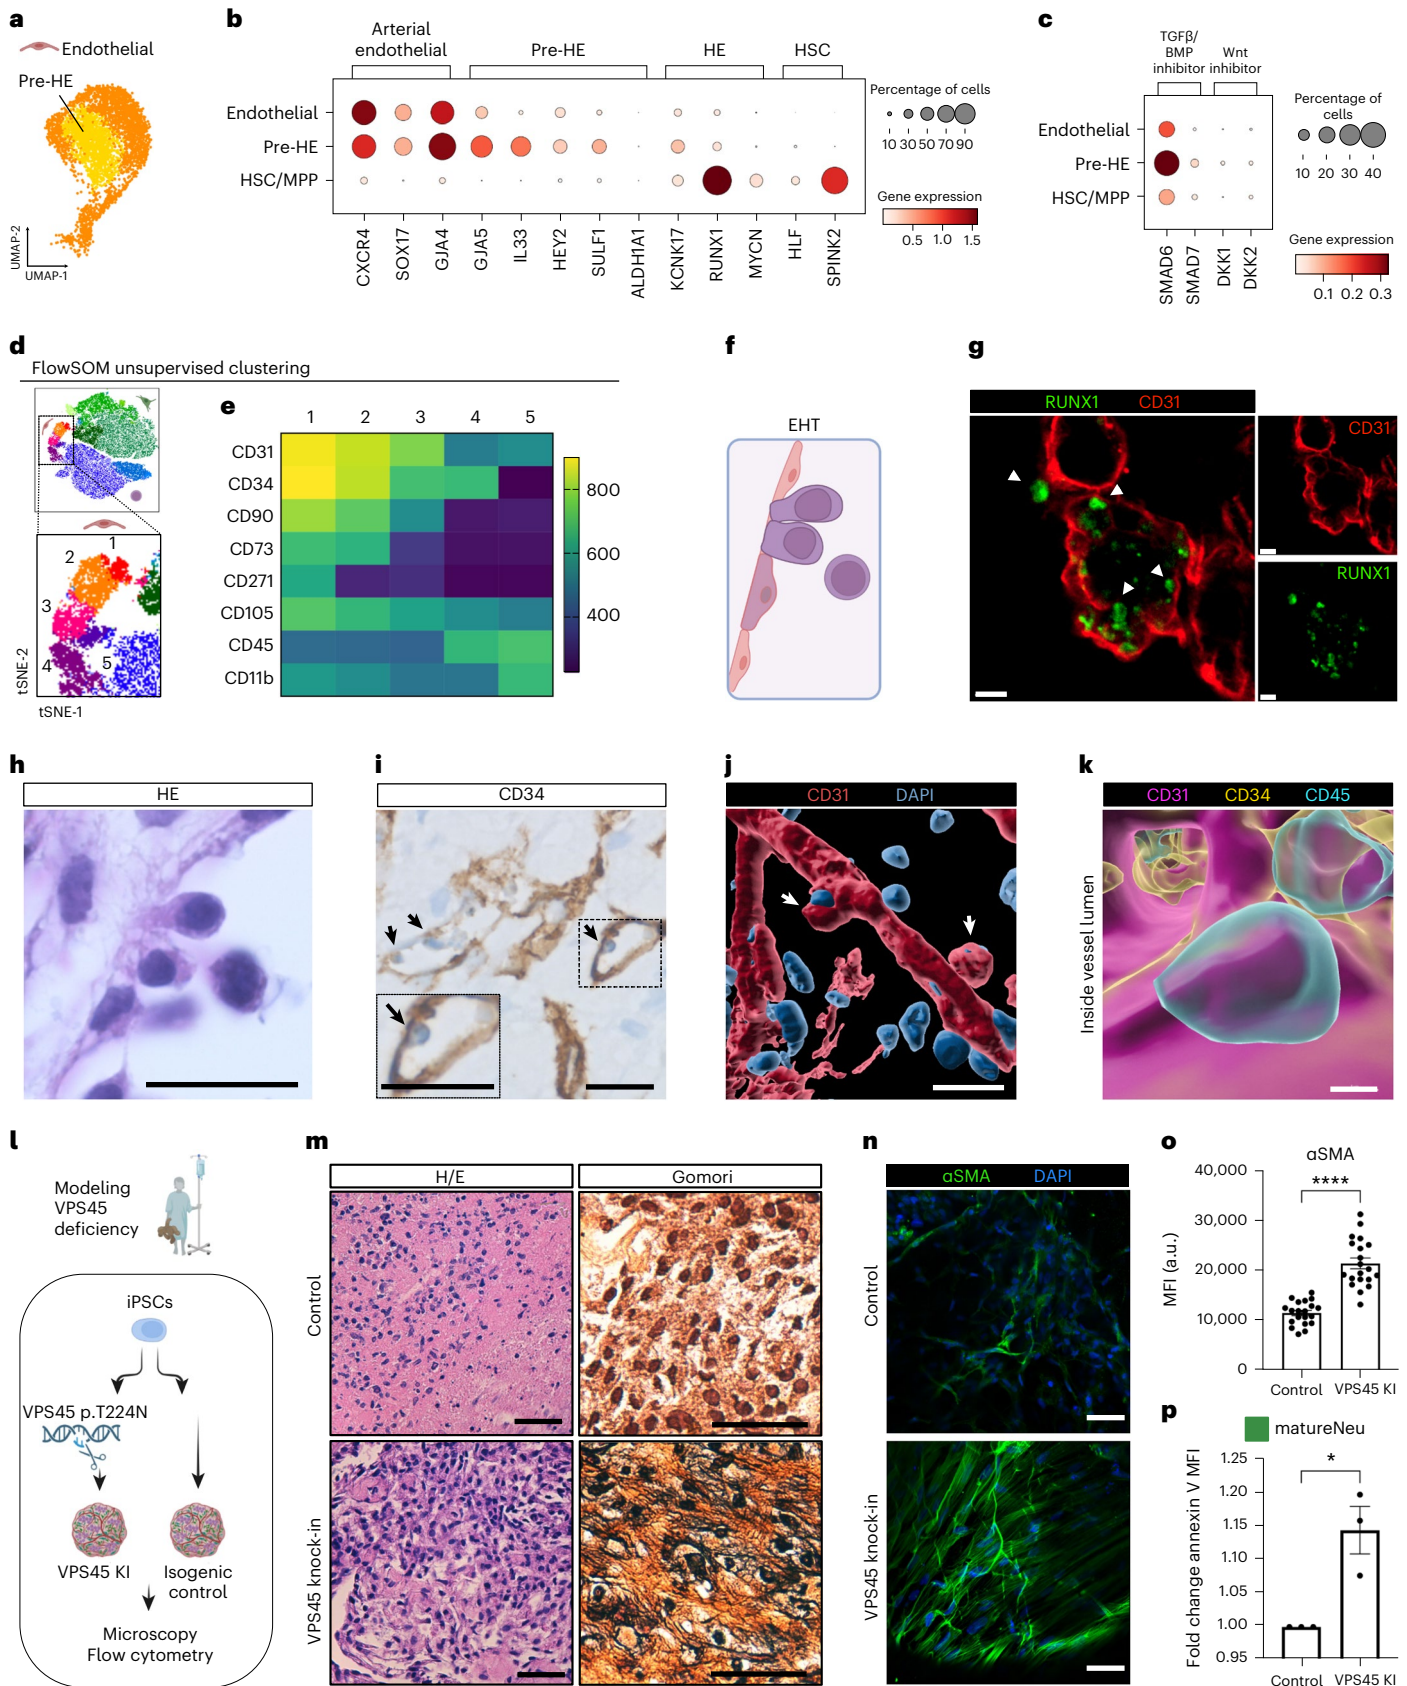 a
Endothelial
Pre-HE
UMAP-2
UMAP-1
b
Arterial
endothelial
Pre-HE
HE
HSC
Endothelial
Pre-HE
HSC/MPP
CXCR4
SOX17
GJA4
GJA5
IL33
HEY2
SULF1
ALDH1A1
KCNK17
RUNX1
MYCN
HLF
SPINK2
Percentage of cells
10 30 50 70 90
Gene expression
0.5 1.0 1.5
c
TGFβ/
BMP
inhibitor
Wnt
inhibitor
Endothelial
Pre-HE
HSC/MPP
SMAD6
SMAD7
DKK1
DKK2
Percentage of
cells
10 20 30 40
Gene expression
0.1 0.2 0.3
d
FlowSOM unsupervised clustering
1
2
3
4
5
tSNE-2
tSNE-1
e
1 2 3 4 5
CD31
CD34
CD90
CD73
CD271
CD105
CD45
CD11b
800
600
400
f
EHT
g
RUNX1 CD31
CD31
RUNX1
h
HE
i
CD34
j
CD31 DAPI
k
CD31 CD34 CD45
Inside vessel lumen
l
Modeling
VPS45
deficiency
iPSCs
VPS45 p.T224N
VPS45 KI
Isogenic
control
Microscopy
Flow cytometry
m
H/E
Gomori
Control
VPS45 knock-in
n
αSMA DAPI
Control
VPS45 knock-in
o
αSMA
40,000
30,000
20,000
10,000
0
MFI (a.u.)
****
Control VPS45 KI
p
matureNeu
1.25
1.20
1.15
1.10
1.05
1.00
0.95
Fold change annexin V MFI
*
Control VPS45 KI